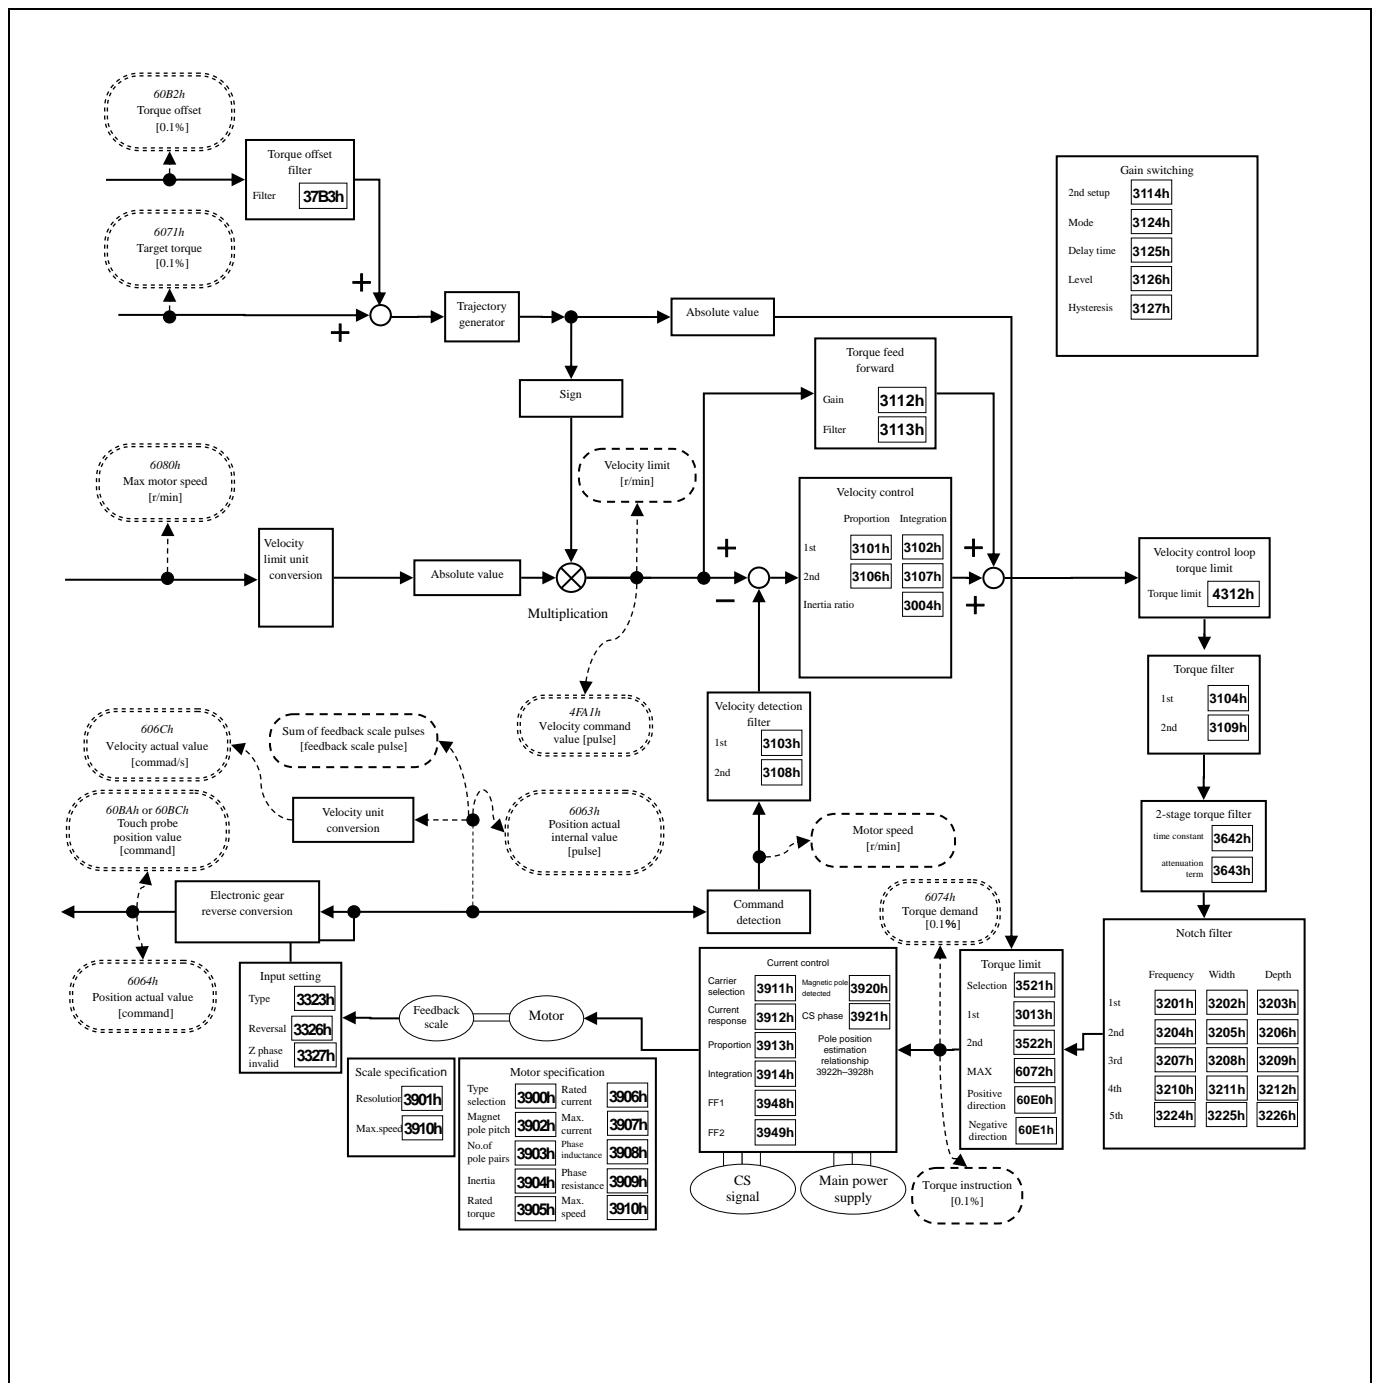 60B2h
Torque offset
[0.1%]
Torque offset
filter
Filter
37B3h
6071h
Target torque
[0.1%]
+
+
Trajectory
generator
Absolute value
Sign
Gain switching
2nd setup 3114h
Mode 3124h
Delay time 3125h
Level 3126h
Hysteresis 3127h
Torque feed
forward
Gain 3112h
Filter 3113h
6080h
Max motor speed
[r/min]
Velocity limit
[r/min]
Velocity
limit unit
conversion
Absolute value
Multiplication
+
−
Velocity control
Proportion Integration
1st 3101h 3102h
2nd 3106h 3107h
Inertia ratio 3004h
+
+
Velocity control loop
torque limit
Torque limit 4312h
Torque filter
1st 3104h
2nd 3109h
4FA1h
Velocity command
value [pulse]
Velocity detection
filter
1st 3103h
2nd 3108h
606Ch
Velocity actual value
[commad/s]
Sum of feedback scale pulses
[feedback scale pulse]
60BAh or 60BCh
Touch probe
position value
[command]
Velocity unit
conversion
6063h
Position actual
internal value
[pulse]
Motor speed
[r/min]
2-stage torque filter
time constant 3642h
attenuation
term 3643h
Electronic gear
reverse conversion
Command
detection
6074h
Torque demand
[0.1%]
6064h
Position actual value
[command]
Input setting
Type 3323h
Reversal 3326h
Z phase
invalid 3327h
Feedback
scale
Motor
Current control
Carrier
selection 3911h
Magnetic pole
detected 3920h
Current
response 3912h
CS phase 3921h
Proportion 3913h
Pole position
estimation
relationship
3922h–3928h
Integration 3914h
FF1 3948h
FF2 3949h
Torque limit
Selection 3521h
1st 3013h
2nd 3522h
MAX 6072h
Positive
direction 60E0h
Negative
direction 60E1h
Notch filter
Frequency Width Depth
1st 3201h 3202h 3203h
2nd 3204h 3205h 3206h
3rd 3207h 3208h 3209h
4th 3210h 3211h 3212h
5th 3224h 3225h 3226h
Scale specification
Resolution 3901h
Max.speed 3910h
Motor specification
Type
selection 3900h
Rated
current 3906h
Magnet
pole pitch 3902h
Max.
current 3907h
No.of
pole pairs 3903h
Phase
inductance 3908h
Inertia 3904h
Phase
resistance 3909h
Rated
torque 3905h
Max.
speed 3910h
CS
signal
Main power
supply
Torque instruction
[0.1%]